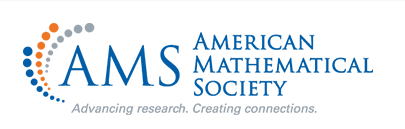 AMS
AMERICAN
MATHEMATICAL
SOCIETY
Advancing research. Creating connections.